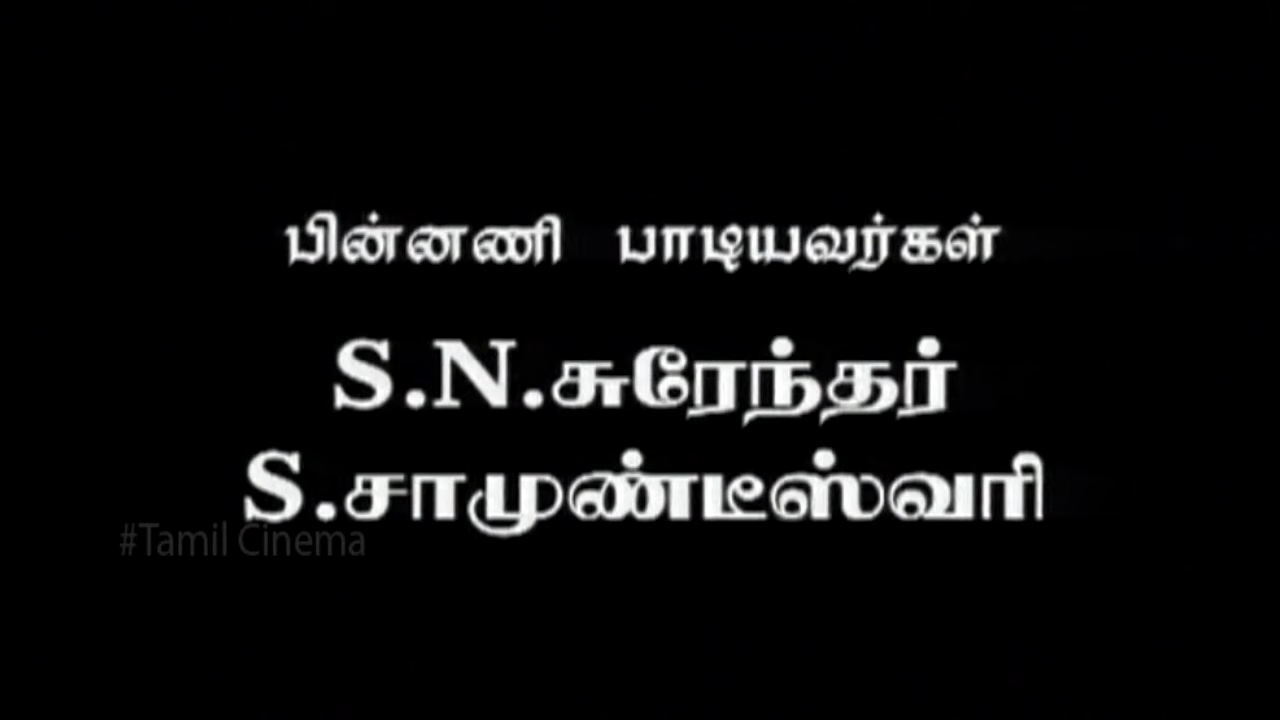 பின்னணி பாடியவர்கள்
S.N.சுரேந்தர்
S.சாமுண்டீஸ்வரி
#Tamil Cinema